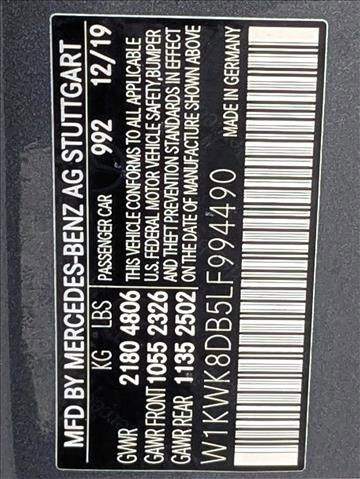 MFD BY MERCEDES-BENZ AG STUTTGART
KG LBS PASSENGER CAR 992 12/19
GVWR 2180 4806 THIS VEHICLE CONFORMS TO ALL APPLICABLE
GAWR FRONT 1055 2326 U.S. FEDERAL MOTOR VEHICLE SAFETY,BUMPER
GAWR REAR 1135 2502 AND THEFT PREVENTION STANDARDS IN EFFECT
ON THE DATE OF MANUFACTURE SHOWN ABOVE
W1KWK8DB5LF994490 MADE IN GERMANY